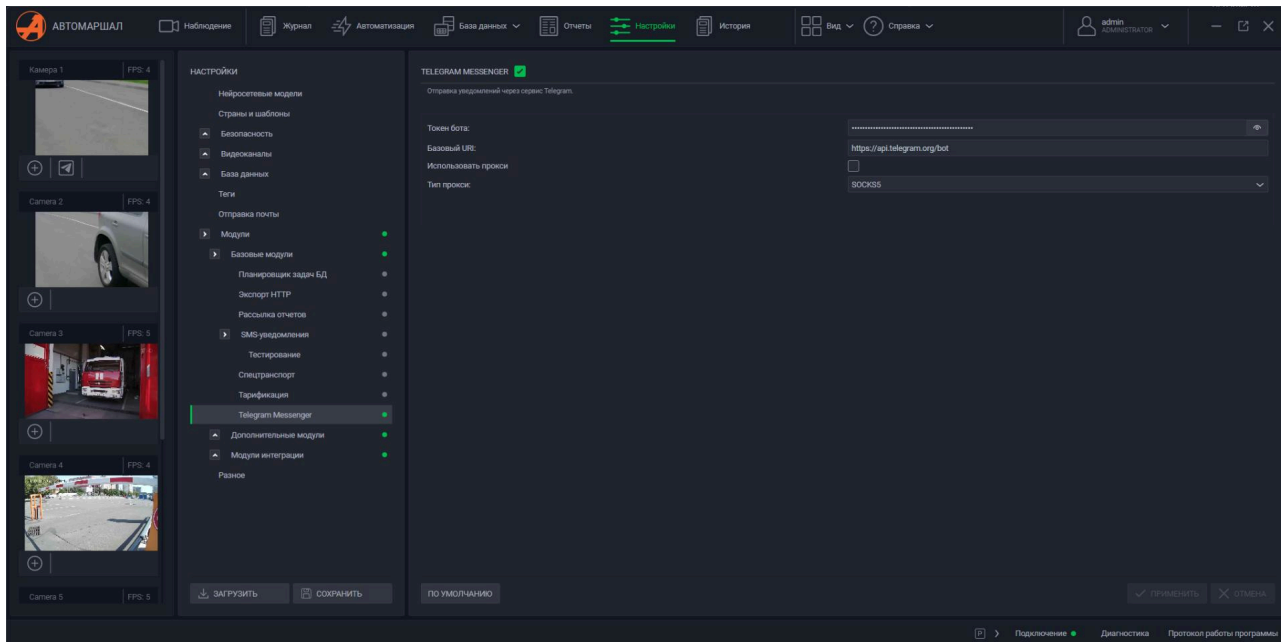 АВТОМАРШАЛ
Наблюдение
Журнал
Автоматизация
База данных
Отчеты
Настройки
История
Вид
Справка
admin
ADMINISTRATOR
Камера 1 FPS: 4
Camera 2 FPS: 4
Camera 3 FPS: 5
Camera 4 FPS: 4
Camera 5 FPS: 5
НАСТРОЙКИ
Нейросетевые модели
Страны и шаблоны
Безопасность
Видеоканалы
База данных
Теги
Отправка почты
Модули
Базовые модули
Планировщик задач БД
Экспорт HTTP
Рассылка отчетов
SMS-уведомления
Тестирование
Спецтранспорт
Тарификация
Telegram Messenger
Дополнительные модули
Модули интеграции
Разное
ЗАГРУЗИТЬ
СОХРАНИТЬ
TELEGRAM MESSENGER
Отправка уведомлений через сервис Telegram.
Токен бота:
Базовый URI: https://api.telegram.org/bot
Использовать прокси
Тип прокси: SOCKS5
ПО УМОЛЧАНИЮ
ПРИМЕНИТЬ
ОТМЕНА
P
Подключение
Диагностика
Протокол работы программы